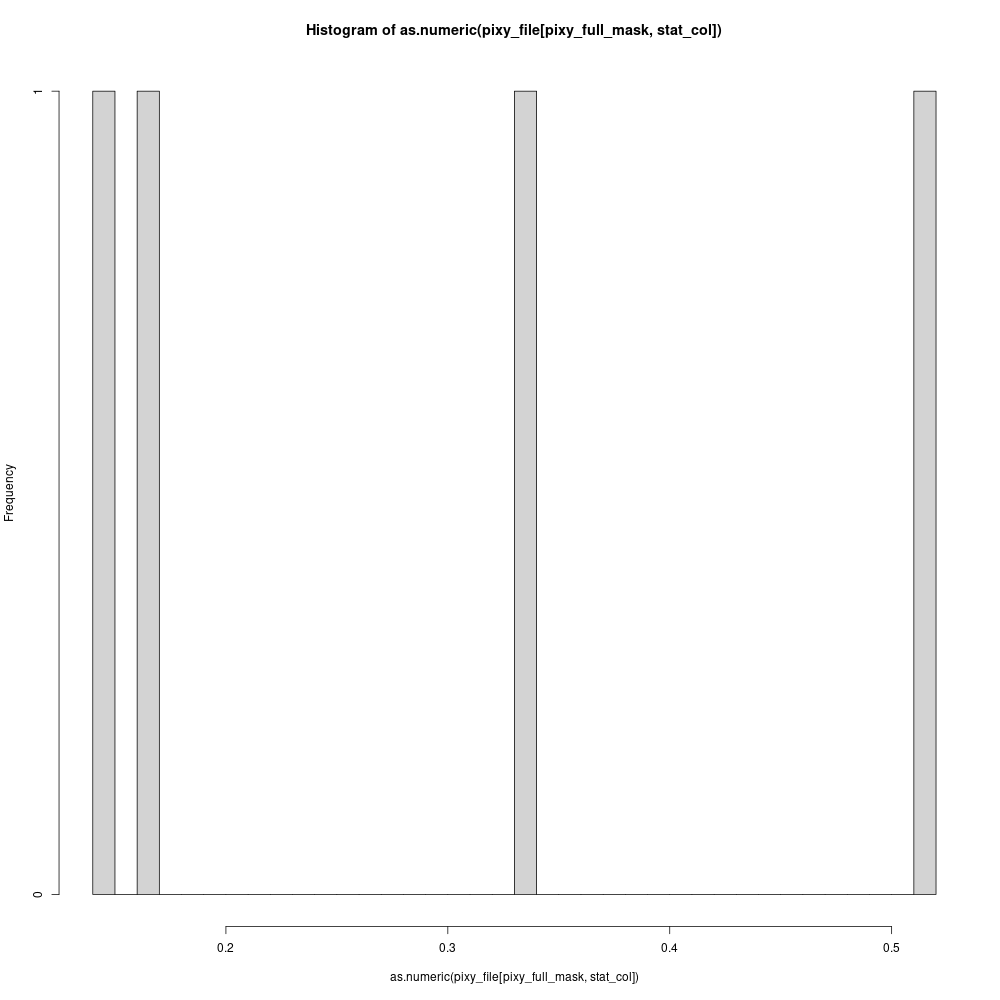 Histogram of as.numeric(pixy_file[pixy_full_mask, stat_col])
1
Frequency
0
0.2 0.3 0.4 0.5
as.numeric(pixy_file[pixy_full_mask, stat_col])